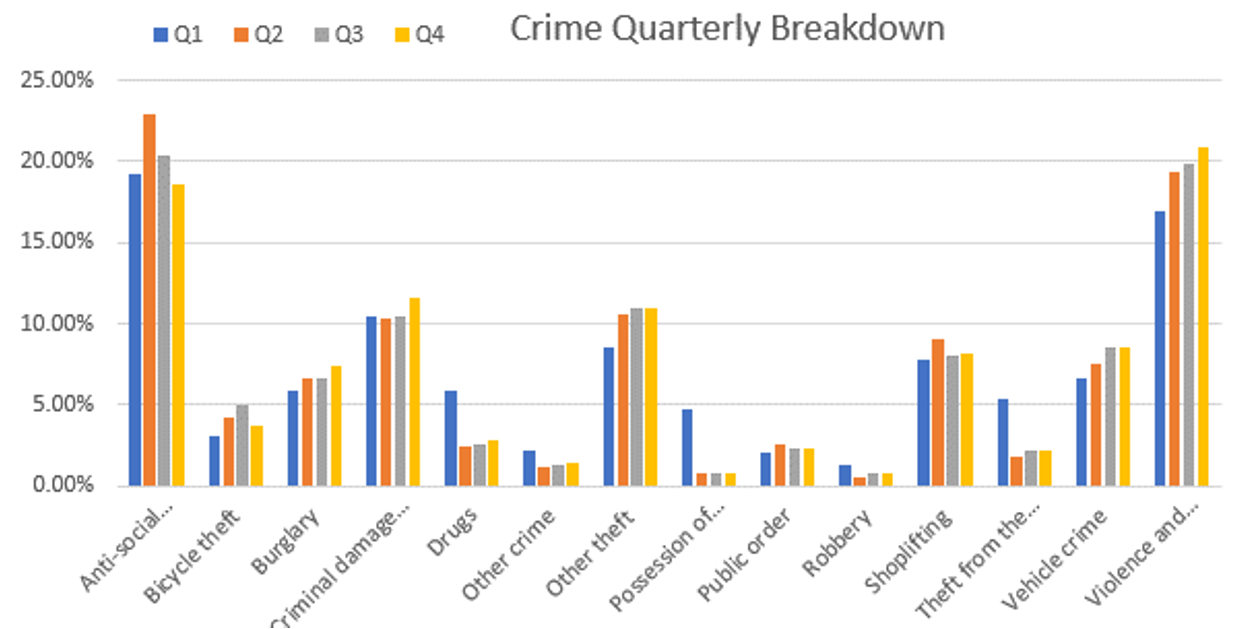 Q1 Q2 Q3 Q4
Crime Quarterly Breakdown
25.00%
20.00%
15.00%
10.00%
5.00%
0.00%
Anti-social...
Bicycle theft
Burglary
Criminal damage...
Drugs
Other crime
Other theft
Possession of...
Public order
Robbery
Shoplifting
Theft from the...
Vehicle crime
Violence and...